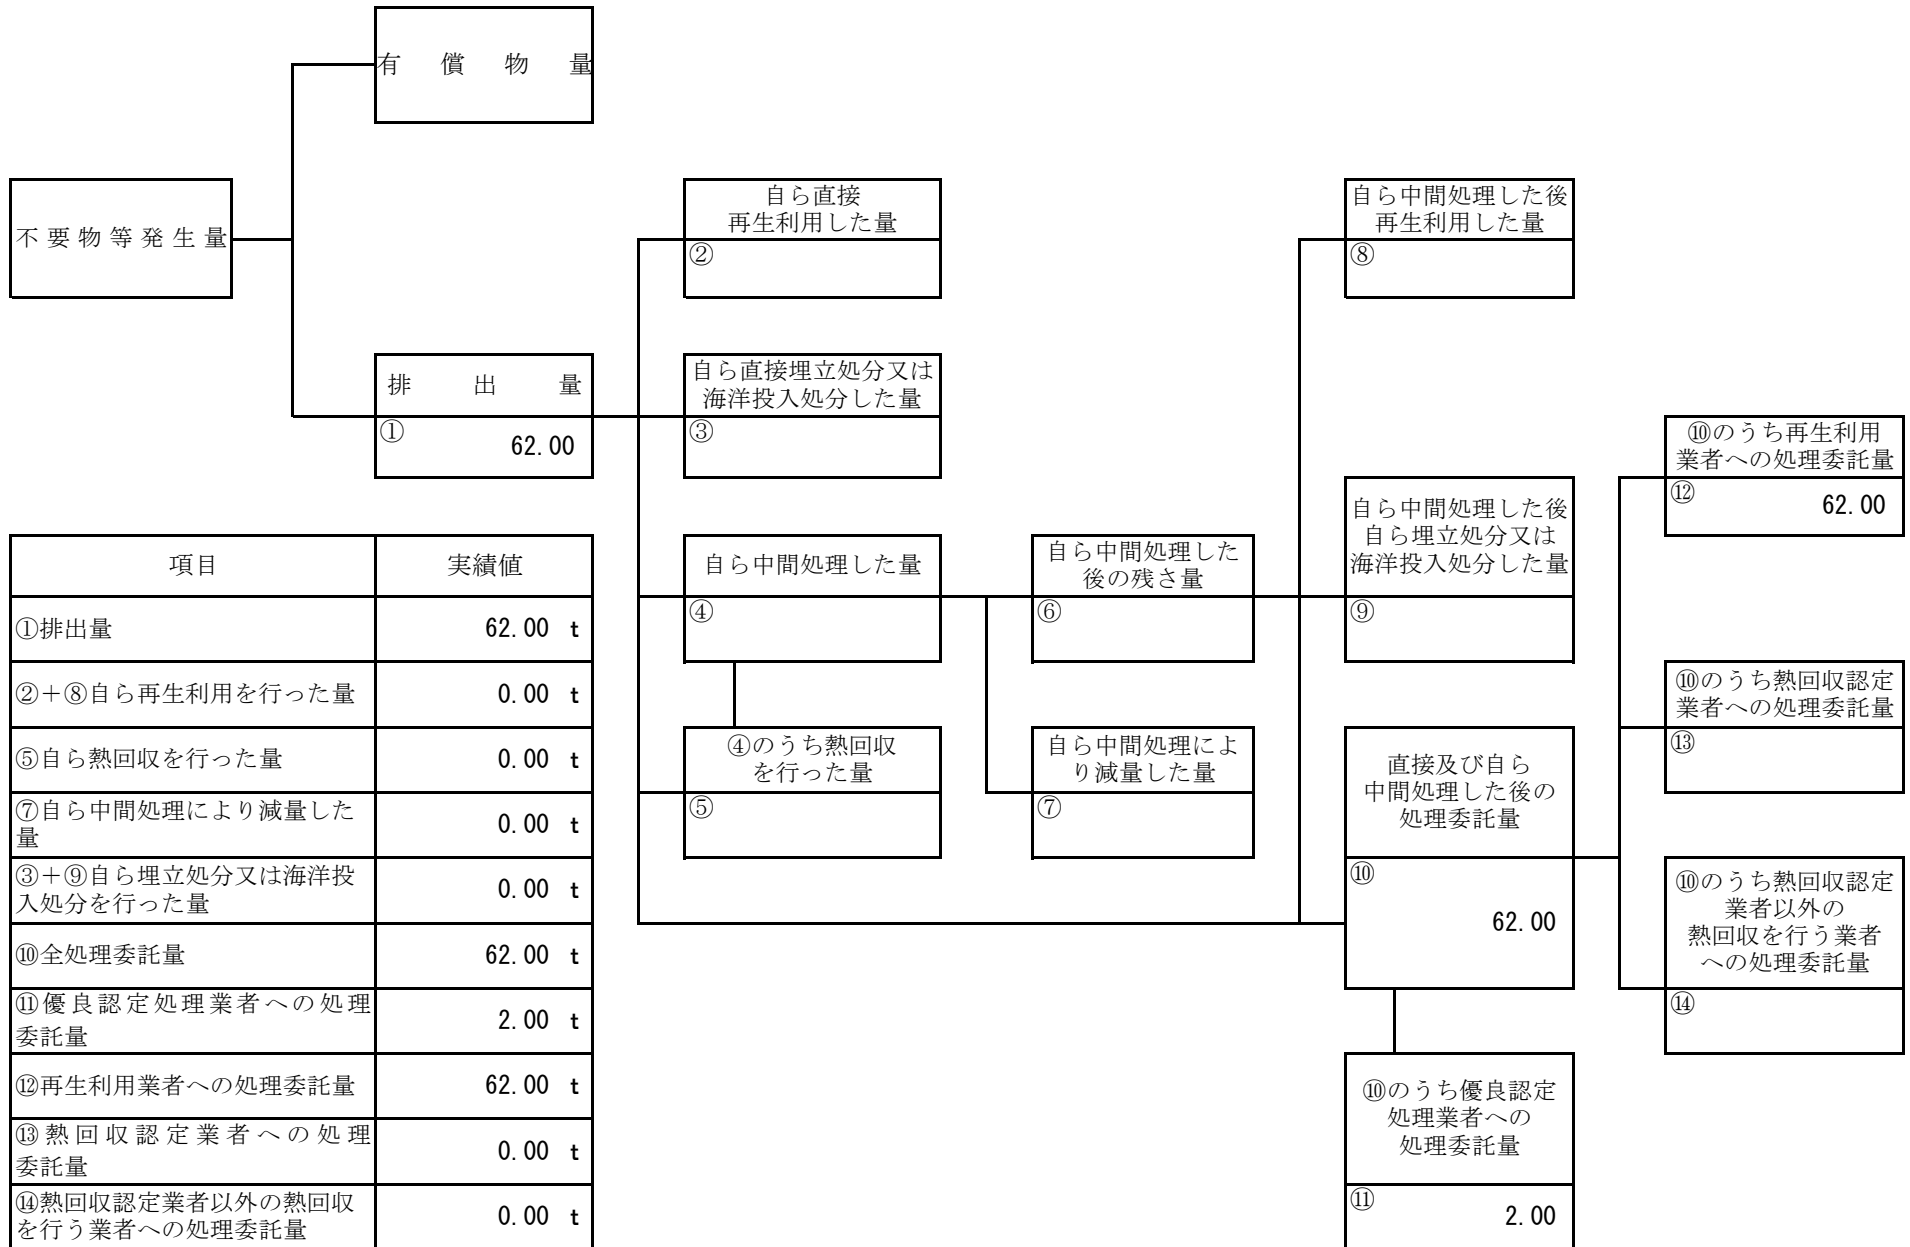 有償物量
不要物等発生量
自ら直接
再生利用した量
②
自ら中間処理した後
再生利用した量
⑧
排出量
①
62.00
自ら直接埋立処分又は
海洋投入処分した量
③
⑩のうち再生利用
業者への処理委託量
⑫
62.00
自ら中間処理した量
④
自ら中間処理した
後の残さ量
⑥
自ら中間処理した後
自ら埋立処分又は
海洋投入処分した量
⑨
④のうち熱回収
を行った量
⑤
自ら中間処理によ
り減量した量
⑦
直接及び自ら
中間処理した後の
処理委託量
⑩
62.00
⑩のうち熱回収認定
業者への処理委託量
⑬
⑩のうち熱回収認定
業者以外の
熱回収を行う業者
への処理委託量
⑭
⑩のうち優良認定
処理業者への
処理委託量
⑪
2.00
項目 実績値
①排出量 62.00 t
②+⑧自ら再生利用を行った量 0.00 t
⑤自ら熱回収を行った量 0.00 t
⑦自ら中間処理により減量した
量 0.00 t
③+⑨自ら埋立処分又は海洋投
入処分を行った量 0.00 t
⑩全処理委託量 62.00 t
⑪優良認定処理業者への処理
委託量 2.00 t
⑫再生利用業者への処理委託量 62.00 t
⑬熱回収認定業者への処理
委託量 0.00 t
⑭熱回収認定業者以外の熱回収
を行う業者への処理委託量 0.00 t